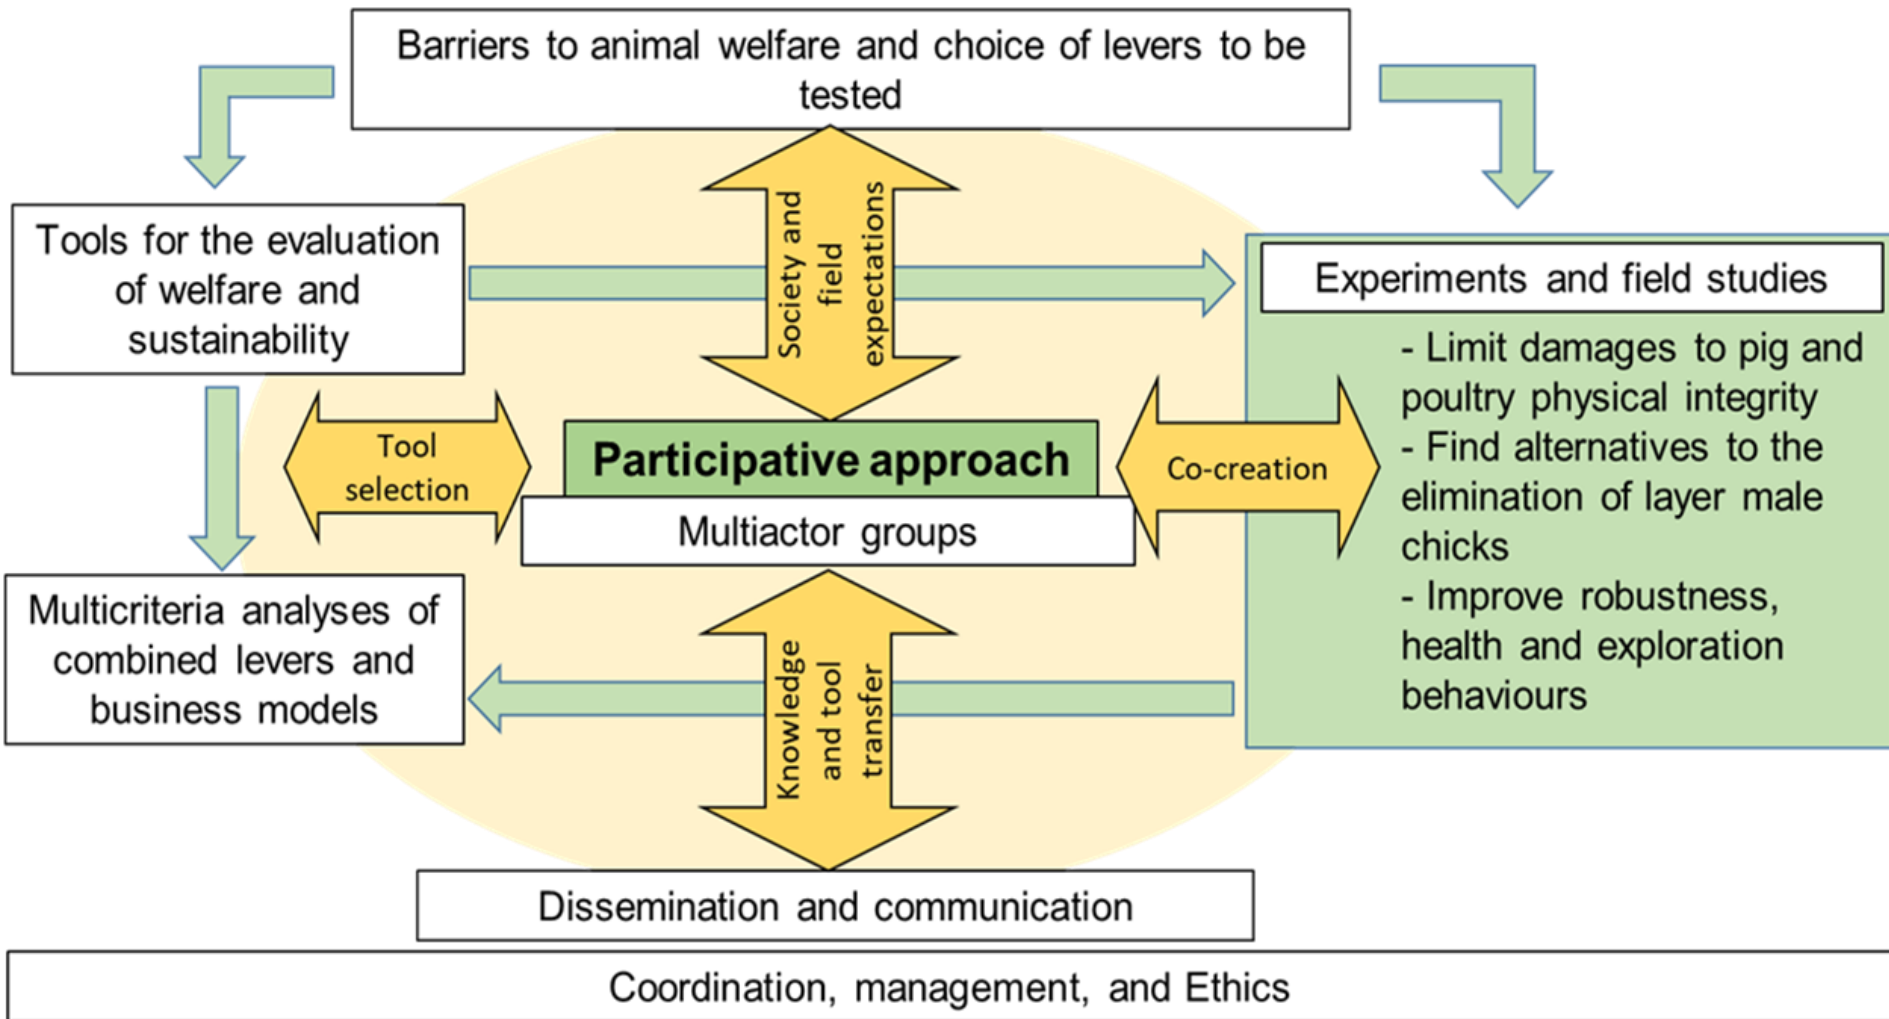 Barriers to animal welfare and choice of levers to be
tested
Tools for the evaluation
of welfare and
sustainability
Society and
field
expectations
Experiments and field studies
- Limit damages to pig and
poultry physical integrity
- Find alternatives to the
elimination of layer male
chicks
- Improve robustness,
health and exploration
behaviours
Tool
selection
Participative approach
Multiactor groups
Co-creation
Multicriteria analyses of
combined levers and
business models
Knowledge
and tool
transfer
Dissemination and communication
Coordination, management, and Ethics